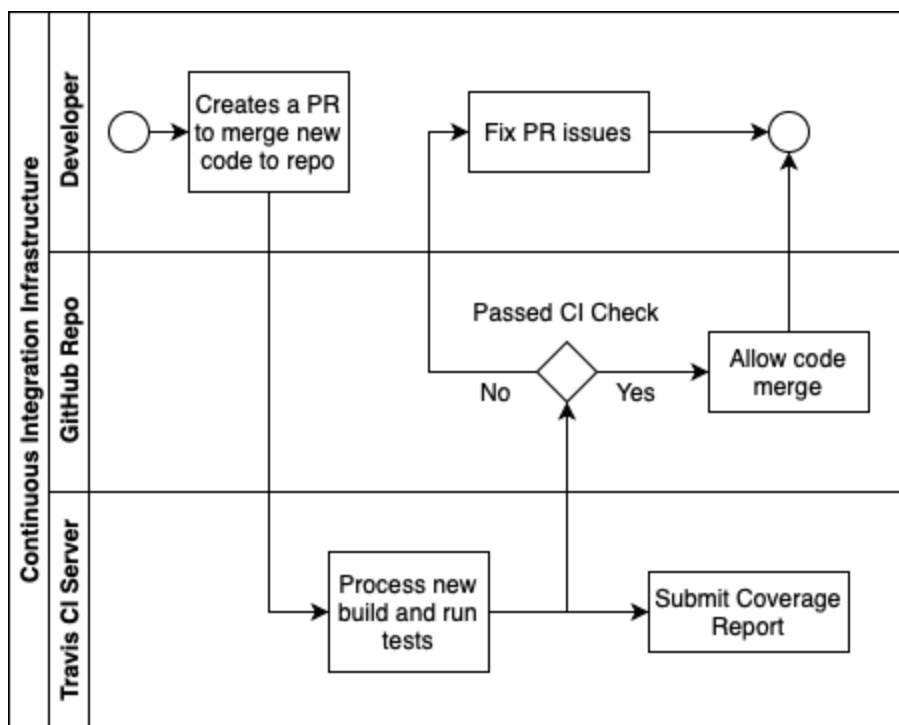 Continuous Integration Infrastructure
Developer
Creates a PR
to merge new
code to repo
Fix PR issues
GitHub Repo
Passed CI Check
No
Yes
Allow code
merge
Travis CI Server
Process new
build and run
tests
Submit Coverage
Report